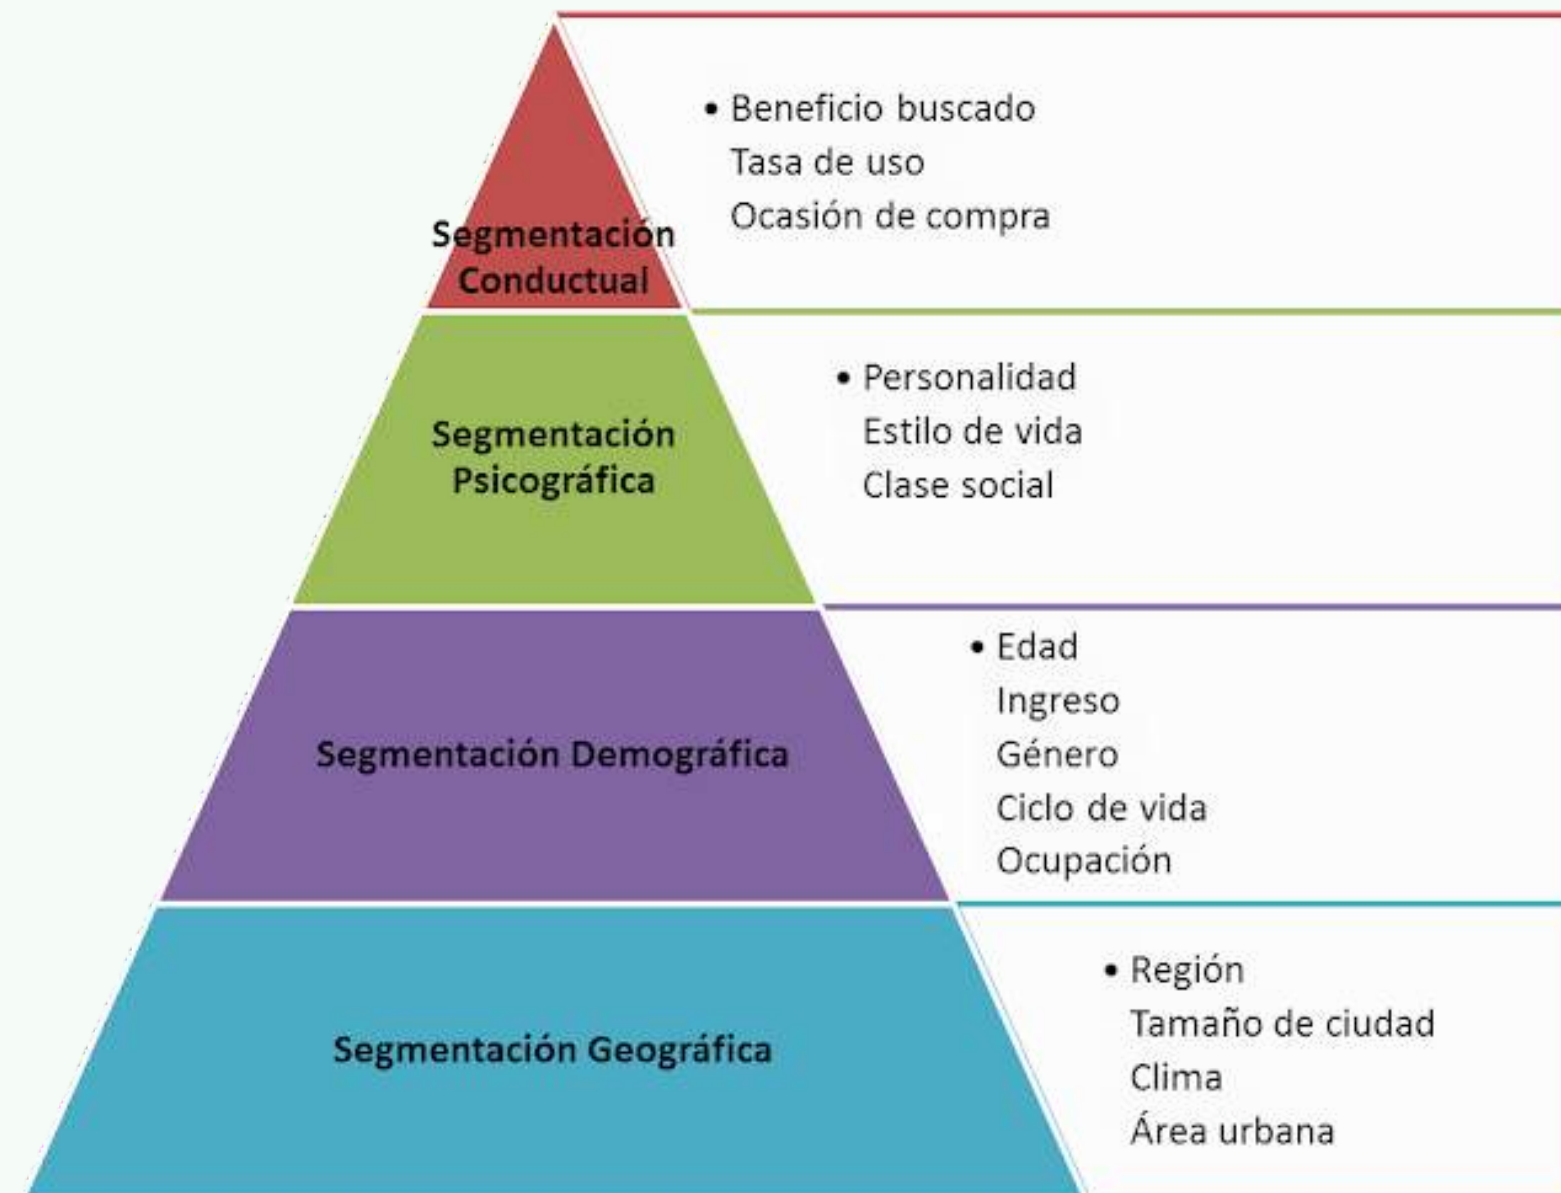 Segmentación
Conductual
• Beneficio buscado
Tasa de uso
Ocasión de compra
Segmentación
Psicográfica
• Personalidad
Estilo de vida
Clase social
Segmentación Demográfica
• Edad
Ingreso
Género
Ciclo de vida
Ocupación
Segmentación Geográfica
• Región
Tamaño de ciudad
Clima
Área urbana